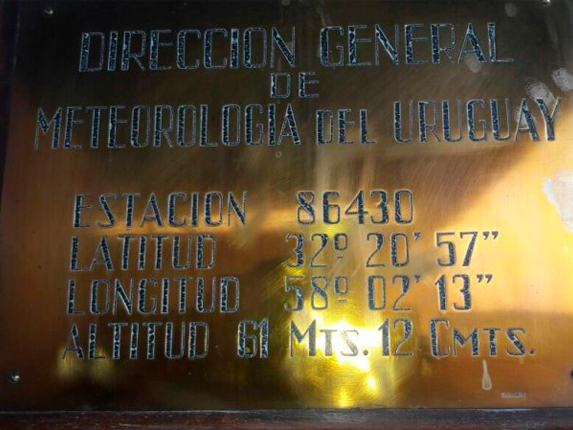 DIRECCION GENERAL
DE
METEOROLOGIA DEL URUGUAY
ESTACION 86430
LATITUD 32º 20' 57"
LONGITUD 58º 02' 13"
ALTITUD 61 Mts. 12 Cmts.